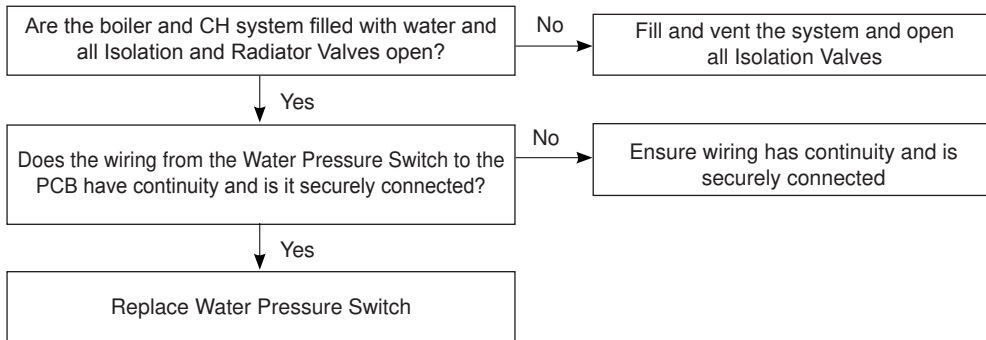 Are the boiler and CH system filled with water and
all Isolation and Radiator Valves open?
No
Fill and vent the system and open
all Isolation Valves
Yes
Does the wiring from the Water Pressure Switch to the
PCB have continuity and is it securely connected?
No
Ensure wiring has continuity and is
securely connected
Yes
Replace Water Pressure Switch